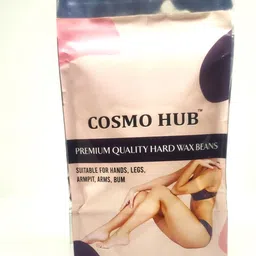 COSMO HUB™
PREMIUM QUALITY HARD WAX BEANS
SUITABLE FOR HANDS, LEGS,
ARMPIT, ARMS, BUM